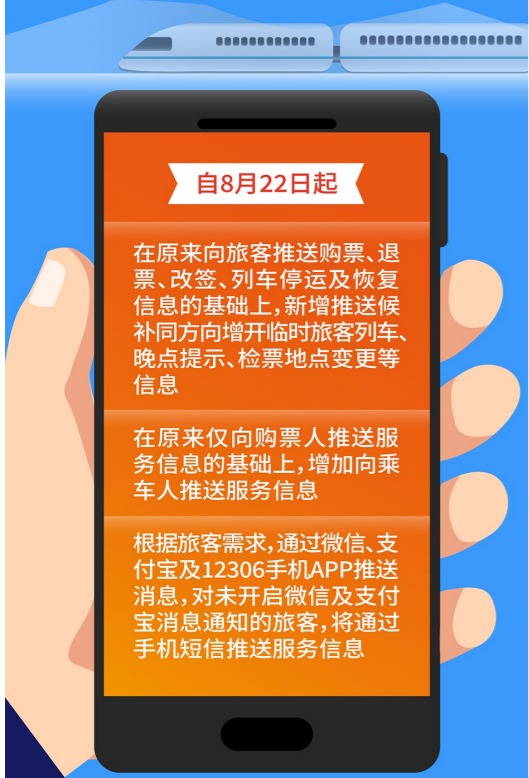 自8月22日起
在原来向旅客推送购票、退
票、改签、列车停运及恢复
信息的基础上,新增推送候
补同方向增开临时旅客列车、
晚点提示、检票地点变更等
信息
在原来仅向购票人推送服
务信息的基础上,增加向乘
车人推送服务信息
根据旅客需求,通过微信、支
付宝及12306手机APP推送
消息,对未开启微信及支付
宝消息通知的旅客,将通过
手机短信推送服务信息